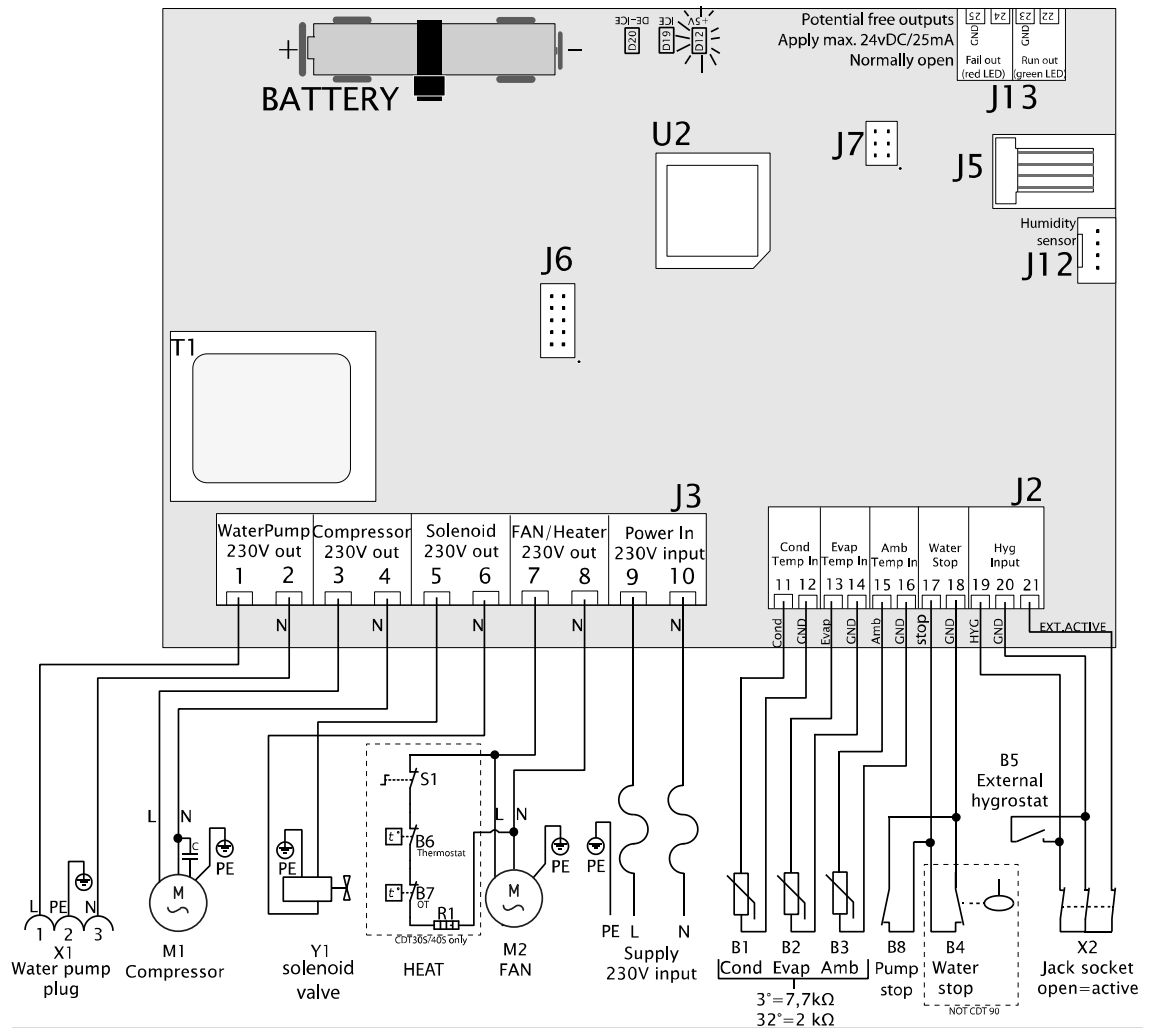 Potential free outputs
Apply max. 24vDC/25mA
Normally open
25 24 23 22
GND GND
Fail out Run out
(red LED) (green LED)
J13
D20 D19 D12
DE-ICE ICE +5V
+ -
BATTERY
U2
J7
J5
Humidity
sensor
J12
J6
T1
J3
WaterPump Compressor Solenoid FAN/Heater Power In
230V out 230V out 230V out 230V out 230V input
1 2 3 4 5 6 7 8 9 10
N N N N N
J2
Cond Evap Amb Water Hyg
Temp In Temp In Temp In Stop Input
11 12 13 14 15 16 17 18 19 20 21
Cond GND Evap GND Amb GND stop GND HYG GND EXT.ACTIVE
S1
t° B6
Thermostat
t° B7
OT
R1
CDT30S/40S only
HEAT
L PE N
1 2 3
X1
Water pump
plug
L N
C
PE
M
M1
Compressor
PE
Y1
solenoid
valve
L N
PE
M
M2
FAN
PE
PE L N
Supply
230V input
B1 B2 B3
Cond Evap Amb
3°=7,7kΩ
32°=2 kΩ
B8
Pump
stop
B4
Water
stop
NOT CDT 90
B5
External
hygrostat
X2
Jack socket
open=active